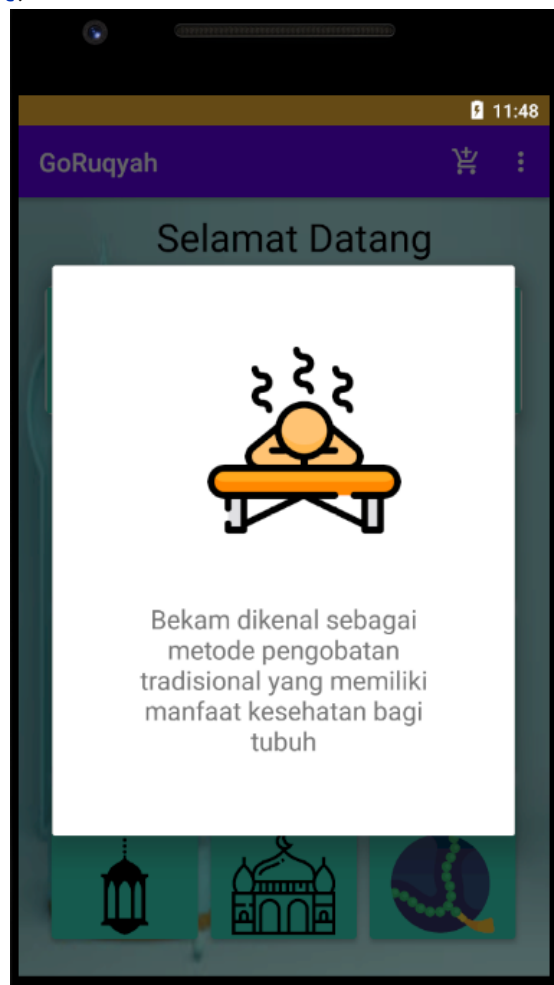 11:48
GoRuqyah
Selamat Datang
Bekam dikenal sebagai
metode pengobatan
tradisional yang memiliki
manfaat kesehatan bagi
tubuh